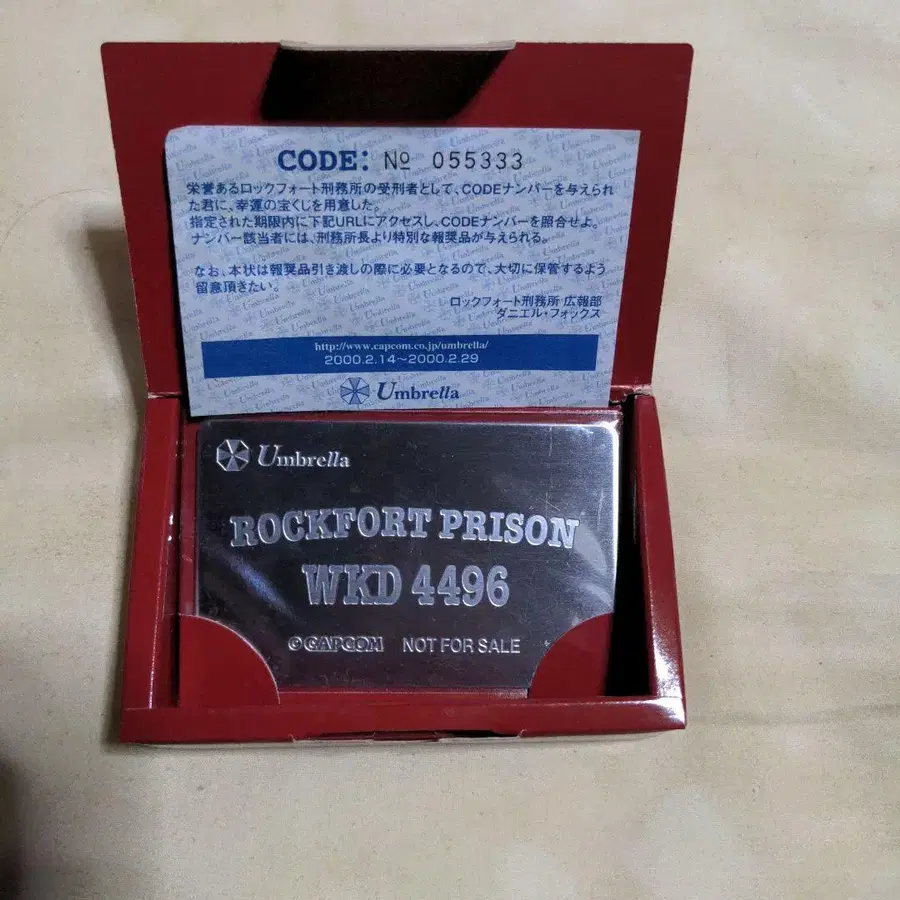 CODE: № 055333
栄誉あるロックフォート刑務所の受刑者として、CODEナンバーを与えられ
た君に、幸運の宝くじを用意した。
指定された期限内に下記URLにアクセスし、CODEナンバーを照合せよ。
ナンバー該当者には、刑務所長より特別な報奨品が与えられる。
なお、本状は報奨品引き渡しの際に必要となるので、大切に保管するよう
留意頂きたい。
ロックフォート刑務所 広報部
ダニエル・フォックス
http://www.capcom.co.jp/umbrella/
2000.2.14～2000.2.29
Umbrella
Umbrella
ROCKFORT PRISON
WKD 4496
©CAPCOM NOT FOR SALE